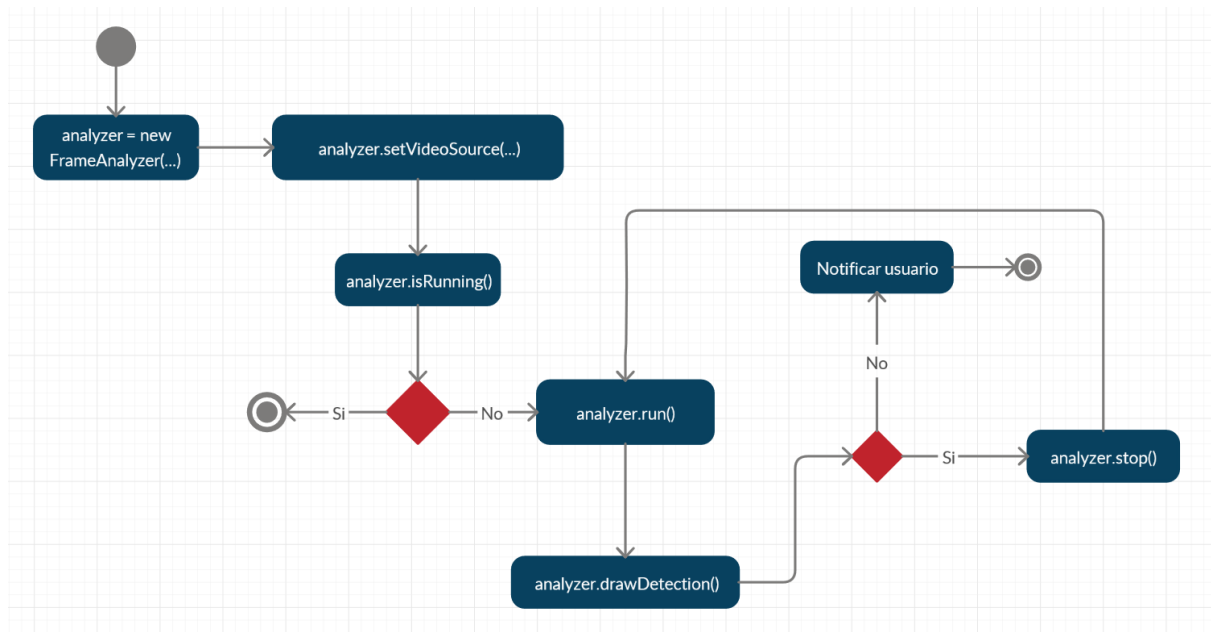 analyzer = new
FrameAnalyzer(...)
analyzer.setVideoSource(...)
analyzer.isRunning()
Notificar usuario
No
Si
No
analyzer.run()
Si
analyzer.stop()
analyzer.drawDetection()